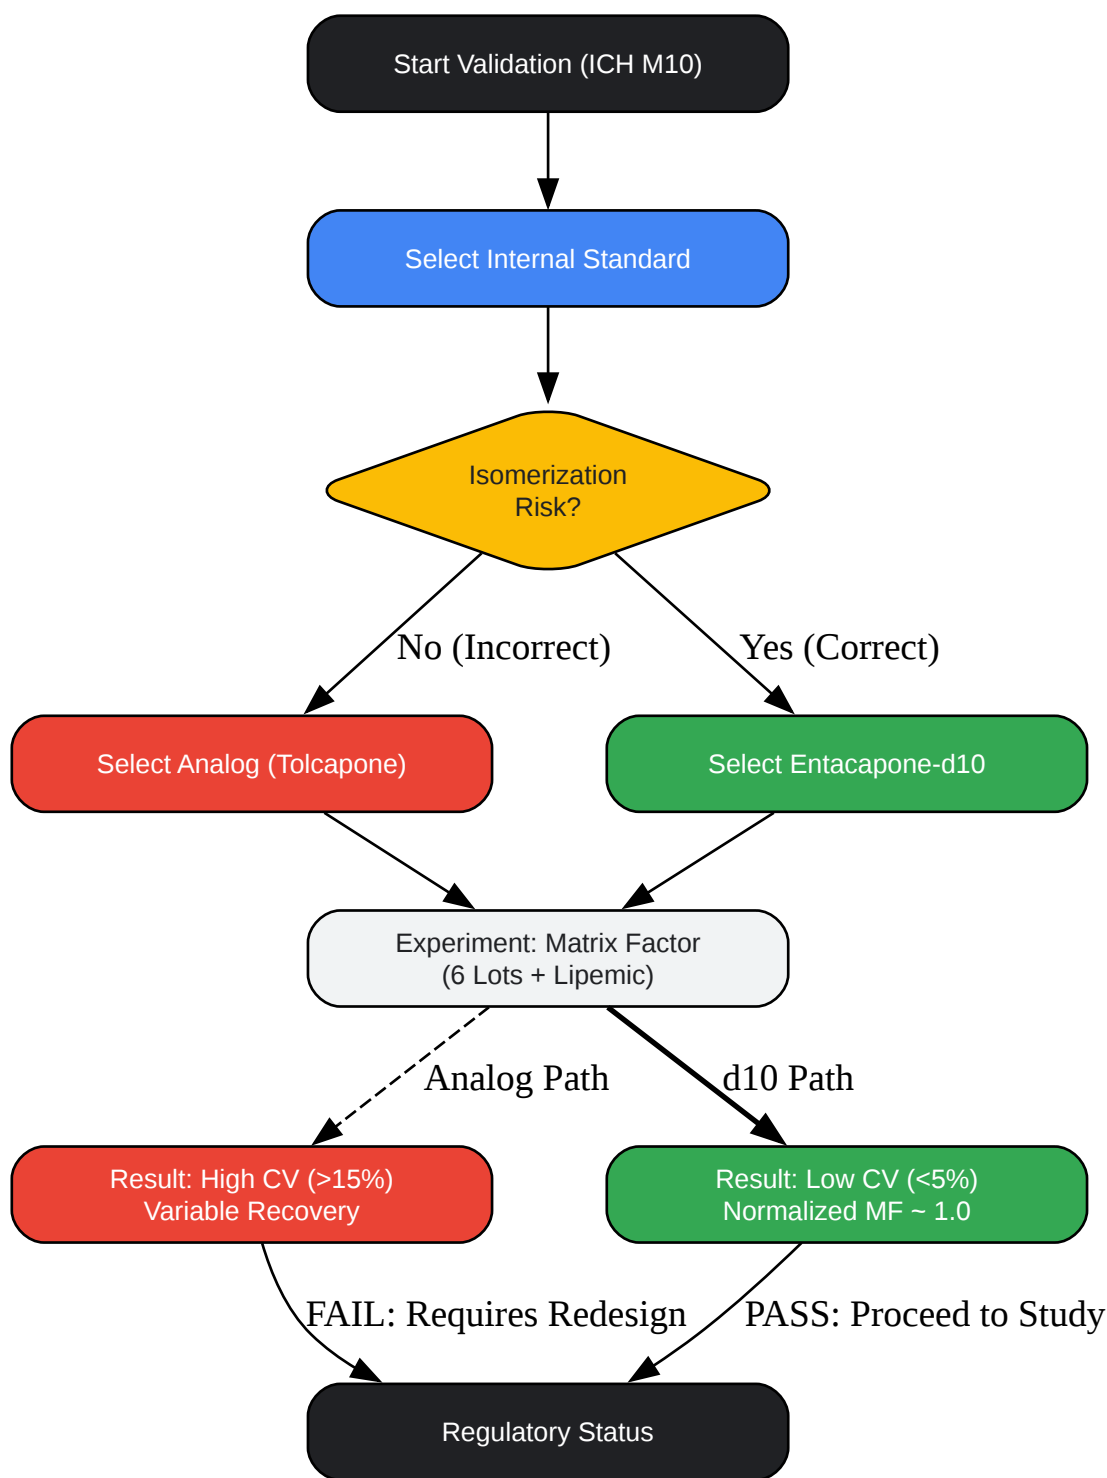 Start Validation (ICH M10)
Select Internal Standard
Isomerization
Risk?
No (Incorrect)
Yes (Correct)
Select Analog (Tolcapone)
Select Entacapone-d10
Experiment: Matrix Factor
(6 Lots + Lipemic)
Analog Path
d10 Path
Result: High CV (>15%)
Variable Recovery
Result: Low CV (<5%)
Normalized MF ~ 1.0
FAIL: Requires Redesign
PASS: Proceed to Study
Regulatory Status